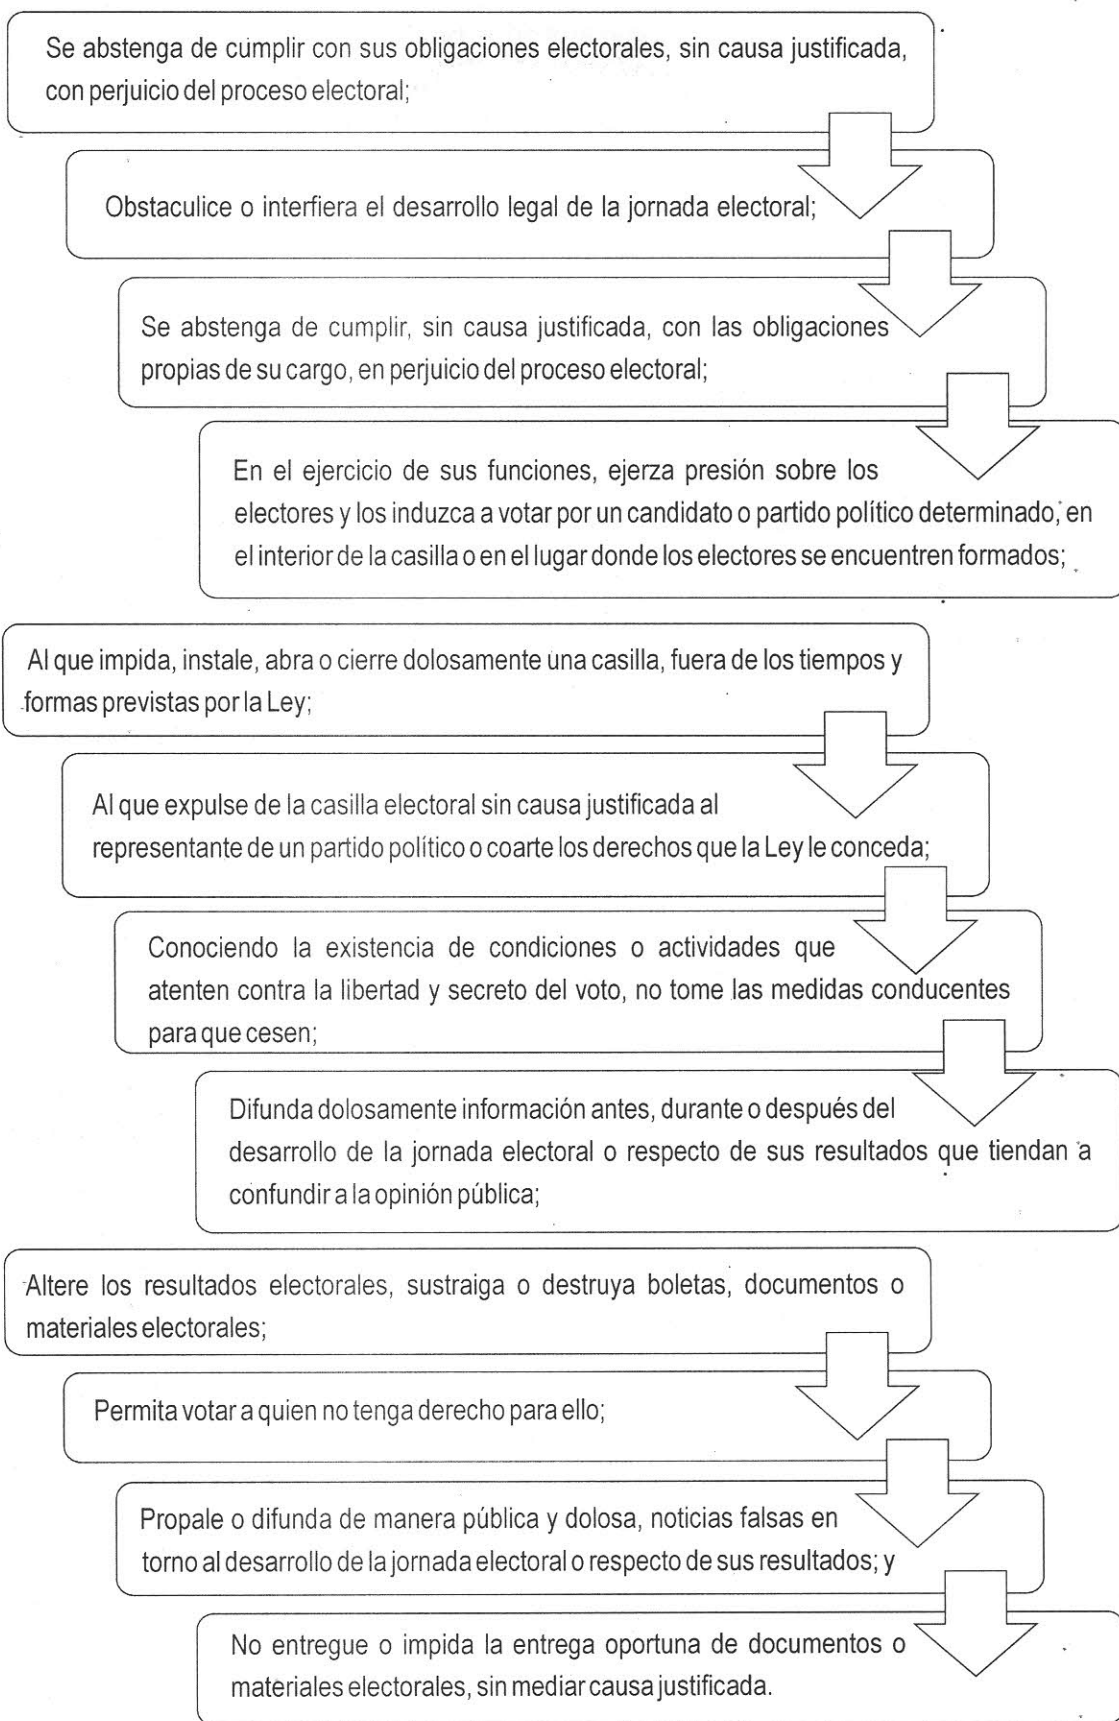 Se abstenga de cumplir con sus obligaciones electorales, sin causa justificada,
con perjuicio del proceso electoral;
Obstaculice o interfiera el desarrollo legal de la jornada electoral;
Se abstenga de cumplir, sin causa justificada, con las obligaciones
propias de su cargo, en perjuicio del proceso electoral;
En el ejercicio de sus funciones, ejerza presión sobre los
electores y los induzca a votar por un candidato o partido político determinado, en
el interior de la casilla o en el lugar donde los electores se encuentren formados;
Al que impida, instale, abra o cierre dolosamente una casilla, fuera de los tiempos y
formas previstas por la Ley;
Al que expulse de la casilla electoral sin causa justificada al
representante de un partido político o coarte los derechos que la Ley le conceda;
Conociendo la existencia de condiciones o actividades que
atenten contra la libertad y secreto del voto, no tome las medidas conducentes
para que cesen;
Difunda dolosamente información antes, durante o después del
desarrollo de la jornada electoral o respecto de sus resultados que tiendan a
confundir a la opinión pública;
Altere los resultados electorales, sustraiga o destruya boletas, documentos o
materiales electorales;
Permita votar a quien no tenga derecho para ello;
Propale o difunda de manera pública y dolosa, noticias falsas en
torno al desarrollo de la jornada electoral o respecto de sus resultados; y
No entregue o impida la entrega oportuna de documentos o
materiales electorales, sin mediar causa justificada.